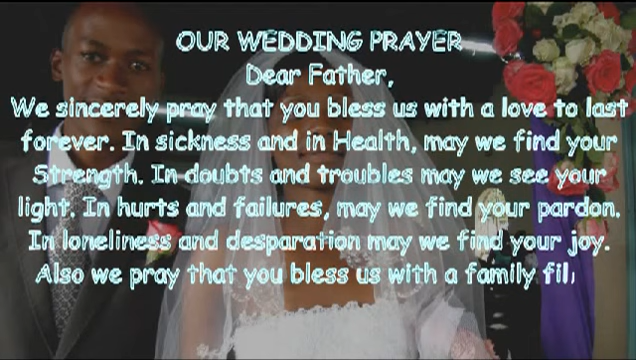 OUR WEDDING PRAYER
Dear Father,
We sincerely pray that you bless us with a love to last
forever. In sickness and in Health, may we find your
Strength. In doubts and troubles may we see your
light. In hurts and failures, may we find your pardon.
In loneliness and desparation may we find your joy.
Also we pray that you bless us with a family fil